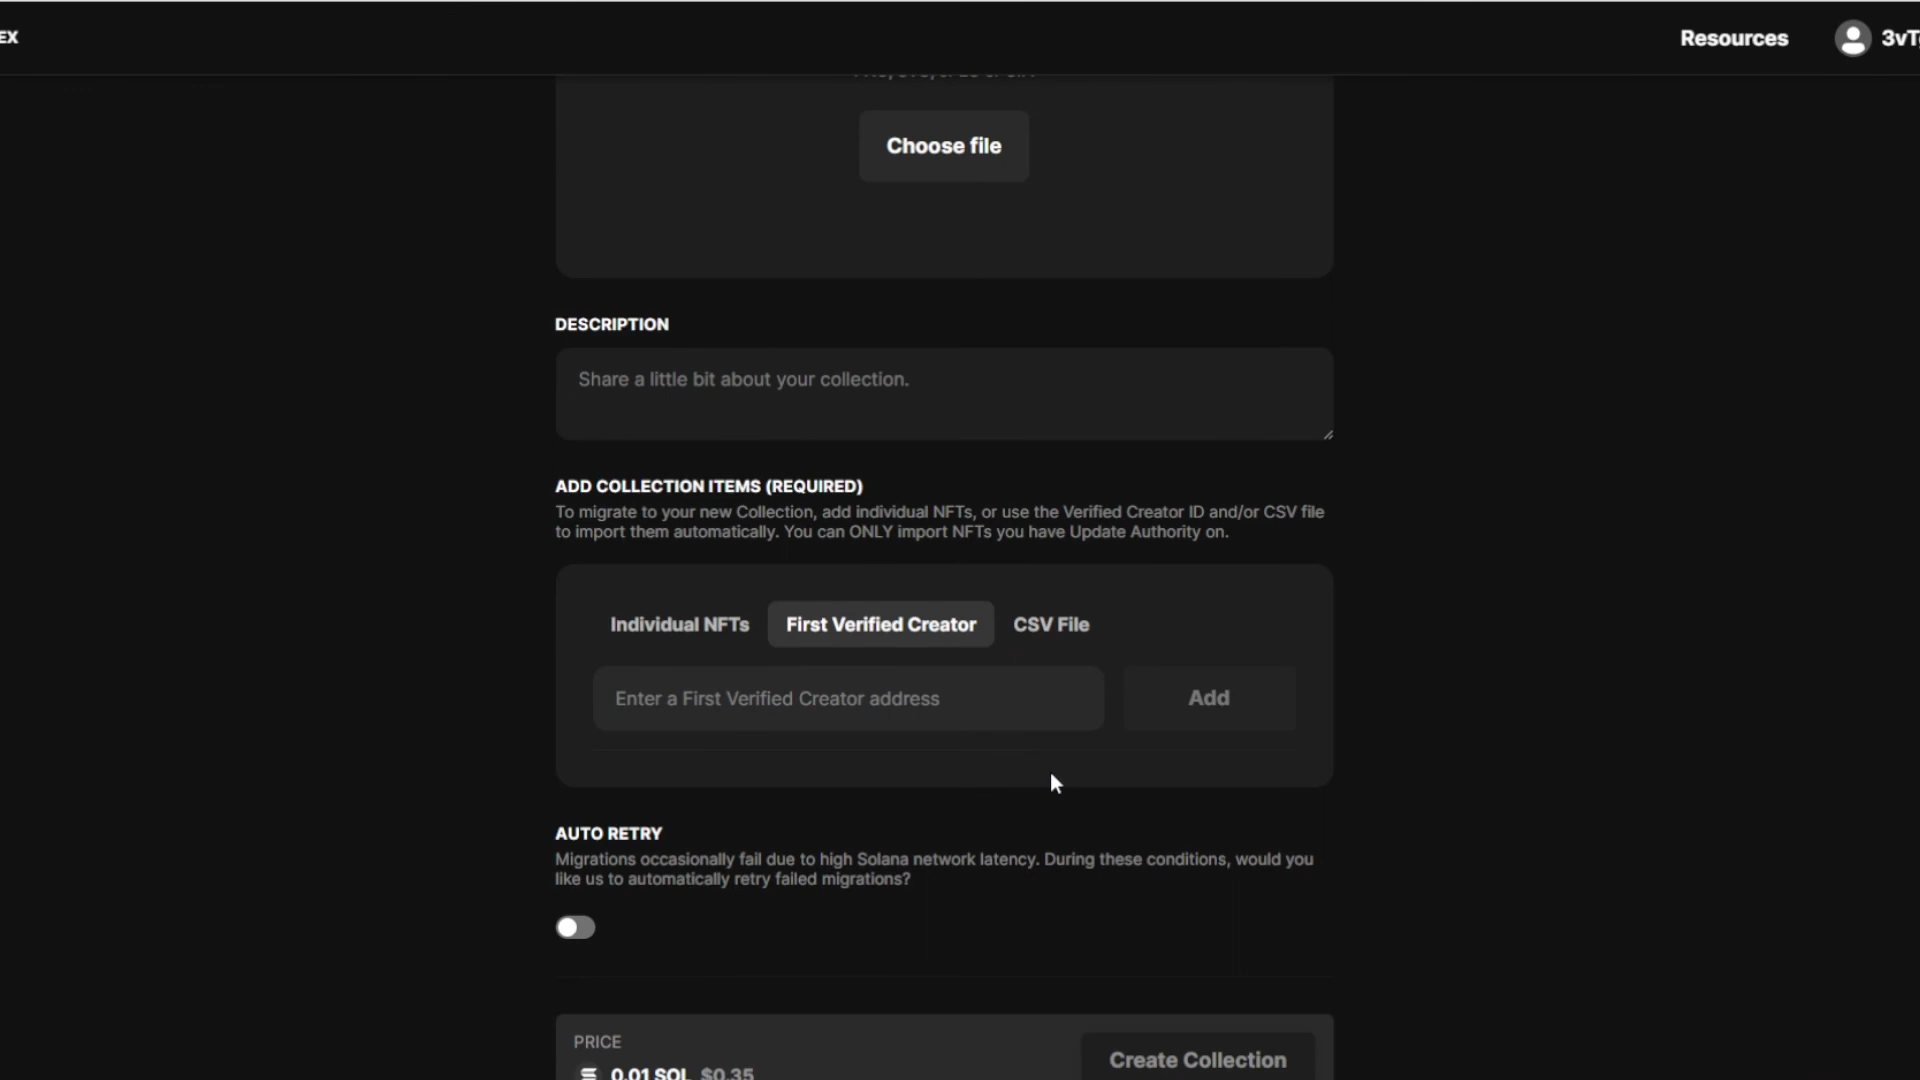 EX
Resources
3vT
Choose file
DESCRIPTION
Share a little bit about your collection.
ADD COLLECTION ITEMS (REQUIRED)
To migrate to your new Collection, add individual NFTs, or use the Verified Creator ID and/or CSV file
to import them automatically. You can ONLY import NFTs you have Update Authority on.
Individual NFTs
First Verified Creator
CSV File
Enter a First Verified Creator address
Add
AUTO RETRY
Migrations occasionally fail due to high Solana network latency. During these conditions, would you
like us to automatically retry failed migrations?
PRICE
0.01 SOL $0.35
Create Collection